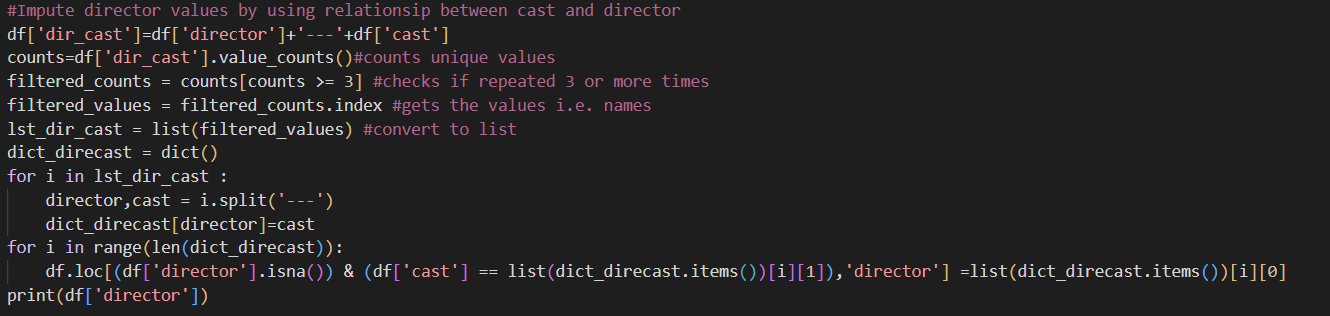 #Impute director values by using relationsip between cast and director
df['dir_cast']=df['director']+'---'+df['cast']
counts=df['dir_cast'].value_counts()#counts unique values
filtered_counts = counts[counts >= 3] #checks if repeated 3 or more times
filtered_values = filtered_counts.index #gets the values i.e. names
lst_dir_cast = list(filtered_values) #convert to list
dict_direcast = dict()
for i in lst_dir_cast :
    director,cast = i.split('---')
    dict_direcast[director]=cast
for i in range(len(dict_direcast)):
    df.loc[(df['director'].isna()) & (df['cast'] == list(dict_direcast.items())[i][1]),'director'] =list(dict_direcast.items())[i][0]
print(df['director'])